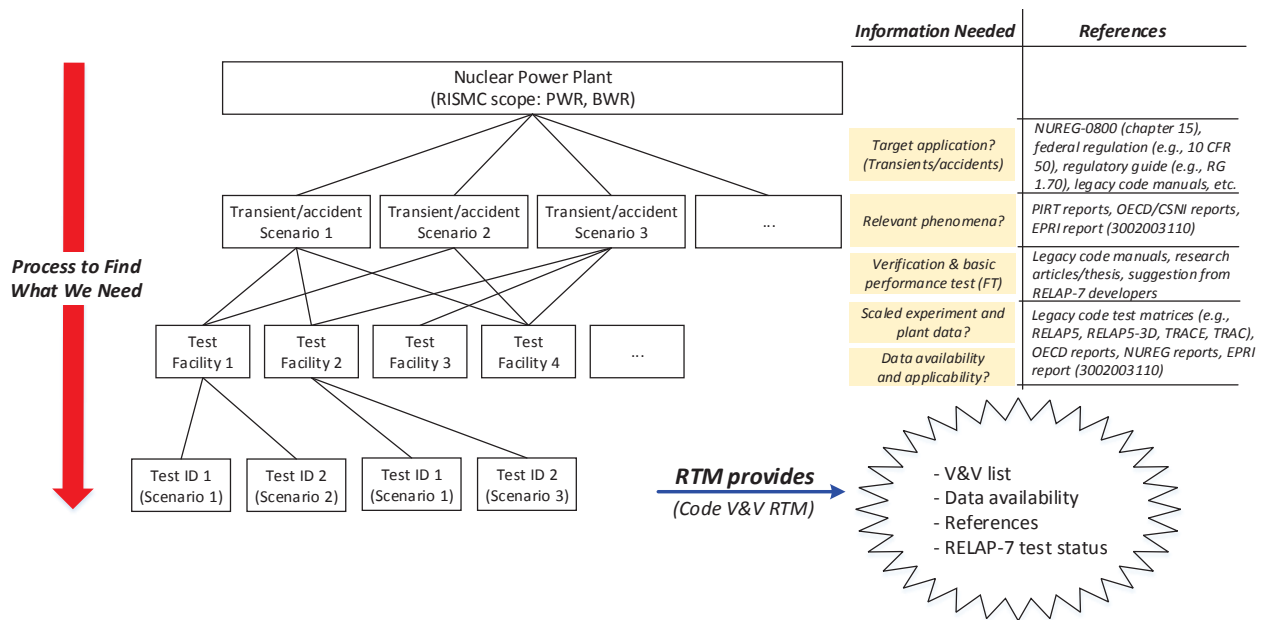 Information Needed
References
Nuclear Power Plant
(RISMC scope: PWR, BWR)
Target application?
(Transients/accidents)
NUREG-0800 (chapter 15),
federal regulation (e.g., 10 CFR
50), regulatory guide (e.g., RG
1.70), legacy code manuals, etc.
Transient/accident
Scenario 1
Transient/accident
Scenario 2
Transient/accident
Scenario 3
...
Relevant phenomena?
PIRT reports, OECD/CSNI reports,
EPRI report (3002003110)
Process to Find
What We Need
Verification & basic
performance test (FT)
Legacy code manuals, research
articles/thesis, suggestion from
RELAP-7 developers
Test
Facility 1
Test
Facility 2
Test
Facility 3
Test
Facility 4
...
Scaled experiment and
plant data?
Data availability
and applicability?
Legacy code test matrices (e.g.,
RELAP5, RELAP5-3D, TRACE, TRAC),
OECD reports, NUREG reports, EPRI
report (3002003110)
Test ID 1
(Scenario 1)
Test ID 2
(Scenario 2)
Test ID 1
(Scenario 1)
Test ID 2
(Scenario 3)
RTM provides
(Code V&V RTM)
- V&V list
- Data availability
- References
- RELAP-7 test status